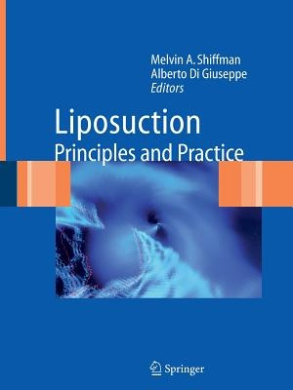 Melvin A. Shiffman
Alberto Di Giuseppe
Editors
Liposuction
Principles and Practice
Springer